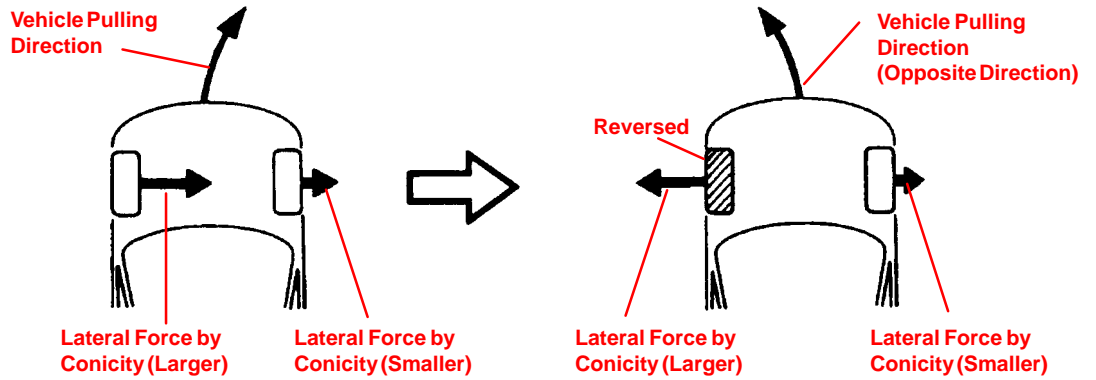 Vehicle Pulling
Direction
Vehicle Pulling
Direction
(Opposite Direction)
Reversed
Lateral Force by
Conicity (Larger)
Lateral Force by
Conicity (Smaller)
Lateral Force by
Conicity (Larger)
Lateral Force by
Conicity (Smaller)